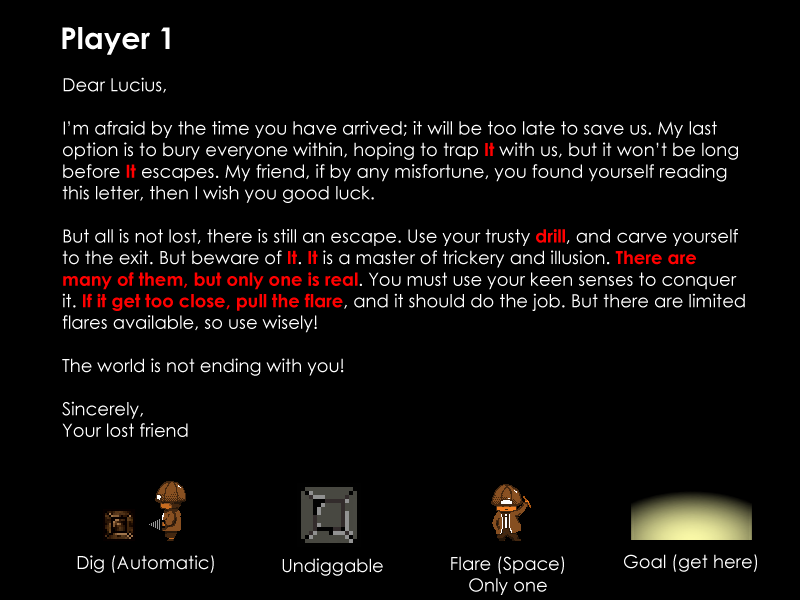 Player 1
Dear Lucius,
I'm afraid by the time you have arrived; it will be too late to save us. My last
option is to bury everyone within, hoping to trap It with us, but it won't be long
before It escapes. My friend, if by any misfortune, you found yourself reading
this letter, then I wish you good luck.
But all is not lost, there is still an escape. Use your trusty drill, and carve yourself
to the exit. But beware of It. It is a master of trickery and illusion. There are
many of them, but only one is real. You must use your keen senses to conquer
it. If it get too close, pull the flare, and it should do the job. But there are limited
flares available, so use wisely!
The world is not ending with you!
Sincerely,
Your lost friend
Dig (Automatic)
Undiggable
Flare (Space)
Only one
Goal (get here)